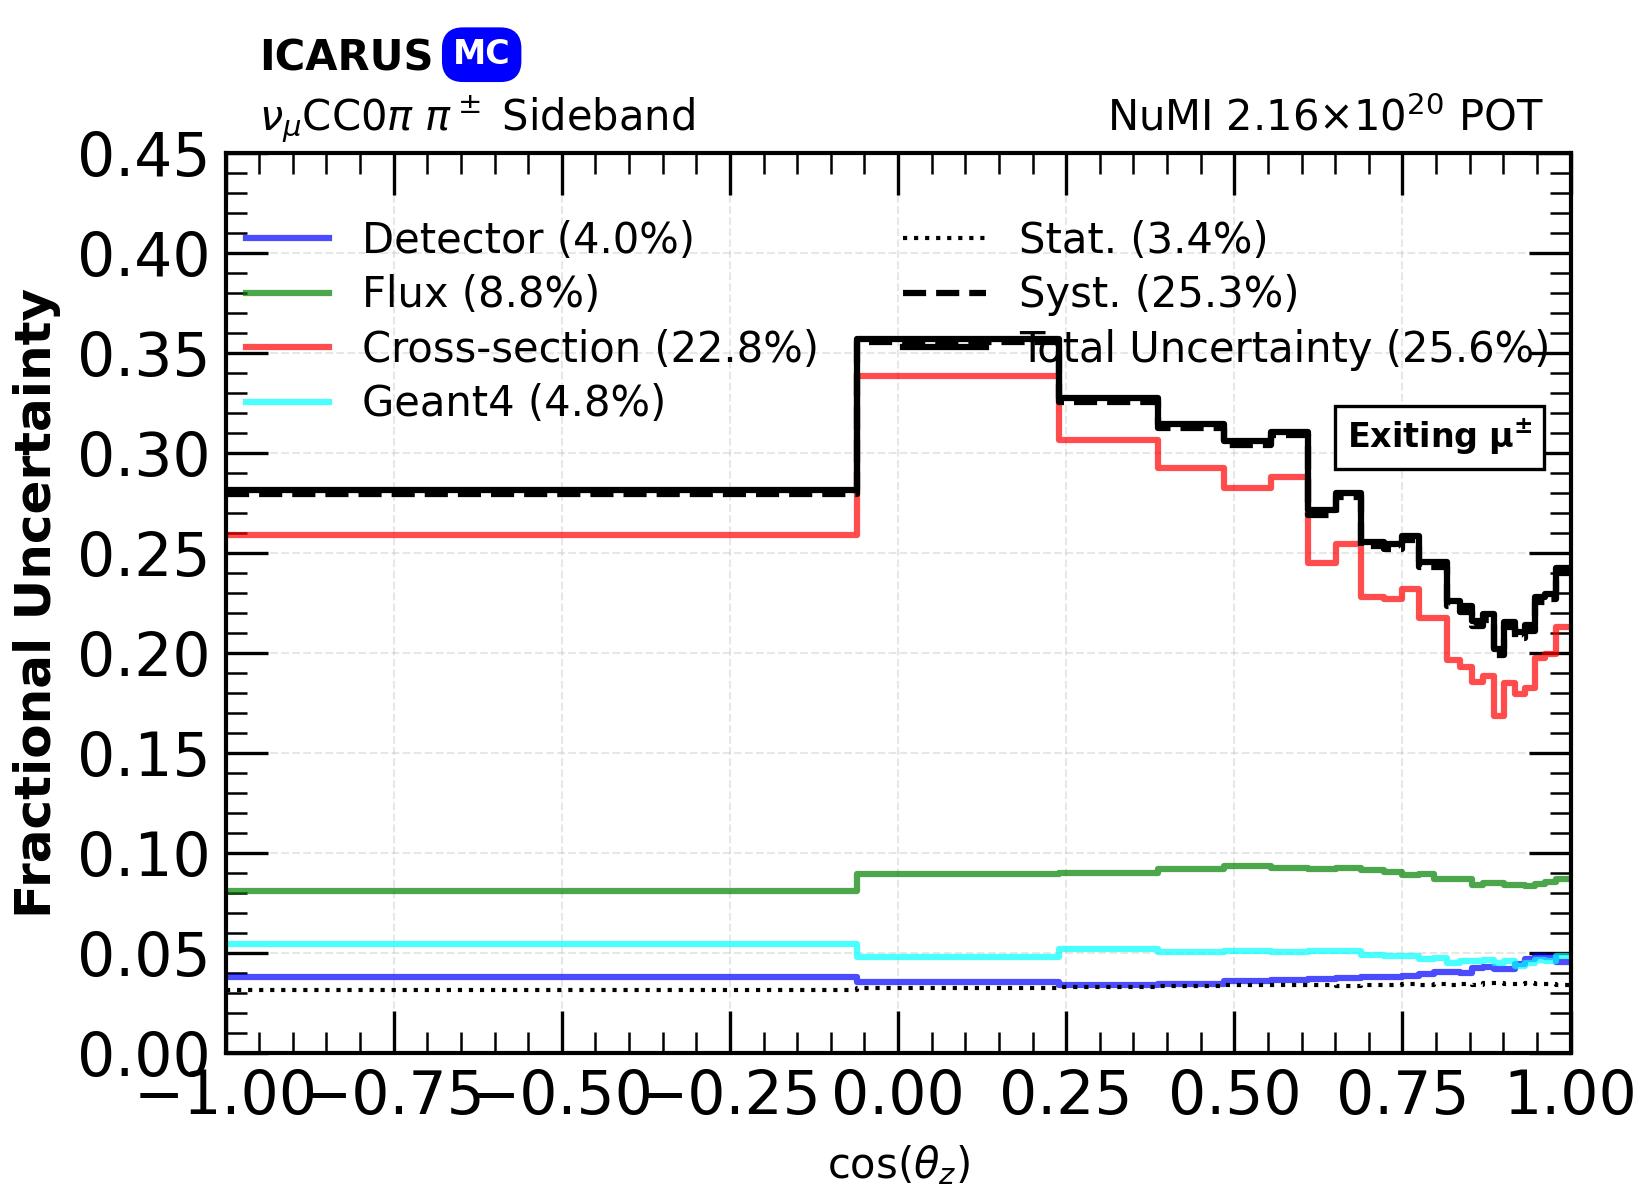 ICARUS MC
νμCC0π π± Sideband
NuMI 2.16×10²⁰ POT
Fractional Uncertainty
0.45
0.40
0.35
0.30
0.25
0.20
0.15
0.10
0.05
0.00
Detector (4.0%)
Flux (8.8%)
Cross-section (22.8%)
Geant4 (4.8%)
Stat. (3.4%)
Syst. (25.3%)
Total Uncertainty (25.6%)
Exiting μ±
−1.00 −0.75 −0.50 −0.25 0.00 0.25 0.50 0.75 1.00
cos(θz)